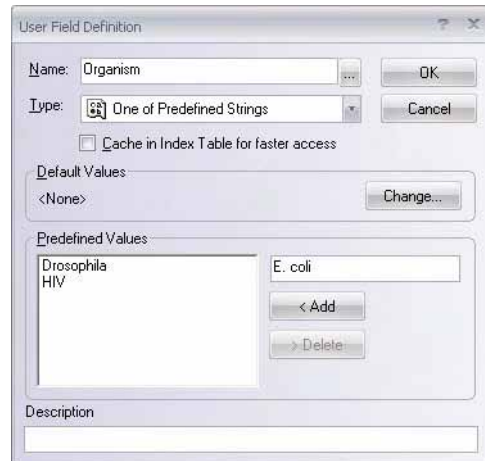 User Field Definition
Name: Organism ... OK
Type: One of Predefined Strings Cancel
Cache in Index Table for faster access
Default Values
<None> Change...
Predefined Values
Drosophila E. coli
HIV
< Add
> Delete
Description